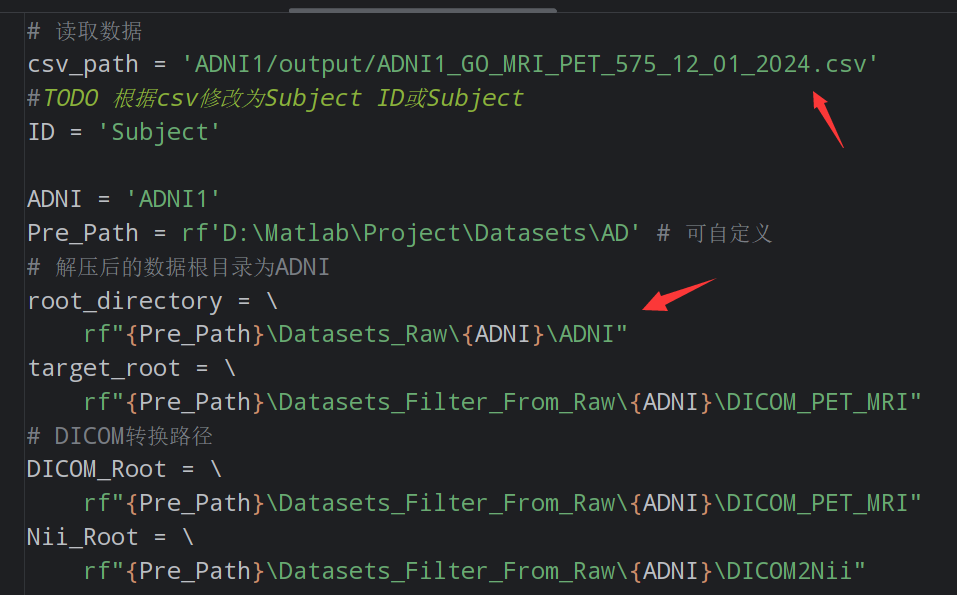 # 读取数据
csv_path = 'ADNI1/output/ADNI1_GO_MRI_PET_575_12_01_2024.csv'
#TODO 根据csv修改为Subject ID或Subject
ID = 'Subject'
ADNI = 'ADNI1'
Pre_Path = rf'D:\Matlab\Project\Datasets\AD' # 可自定义
# 解压后的数据根目录为ADNI
root_directory = \
rf"{Pre_Path}\Datasets_Raw\{ADNI}\ADNI"
target_root = \
rf"{Pre_Path}\Datasets_Filter_From_Raw\{ADNI}\DICOM_PET_MRI"
# DICOM转换路径
DICOM_Root = \
rf"{Pre_Path}\Datasets_Filter_From_Raw\{ADNI}\DICOM_PET_MRI"
Nii_Root = \
rf"{Pre_Path}\Datasets_Filter_From_Raw\{ADNI}\DICOM2Nii"